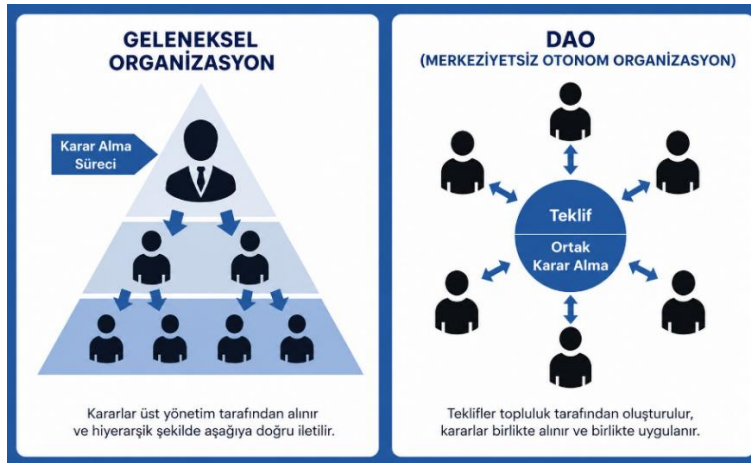 GELENEKSEL
ORGANİZASYON
Karar Alma
Süreci
Kararlar üst yönetim tarafından alınır
ve hiyerarşik şekilde aşağıya doğru iletilir.
DAO
(MERKEZİYETSİZ OTONOM ORGANİZASYON)
Teklif
Ortak
Karar Alma
Teklifler topluluk tarafından oluşturulur,
kararlar birlikte alınır ve birlikte uygulanır.